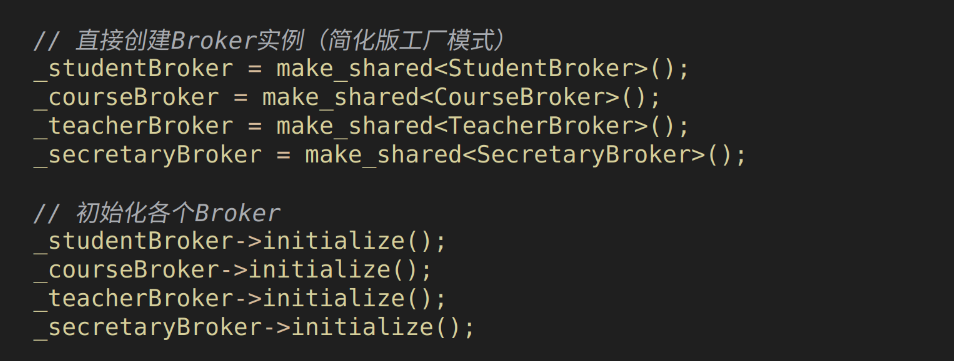 // 直接创建Broker实例（简化版工厂模式）
_studentBroker = make_shared<StudentBroker>();
_courseBroker = make_shared<CourseBroker>();
_teacherBroker = make_shared<TeacherBroker>();
_secretaryBroker = make_shared<SecretaryBroker>();
// 初始化各个Broker
_studentBroker->initialize();
_courseBroker->initialize();
_teacherBroker->initialize();
_secretaryBroker->initialize();